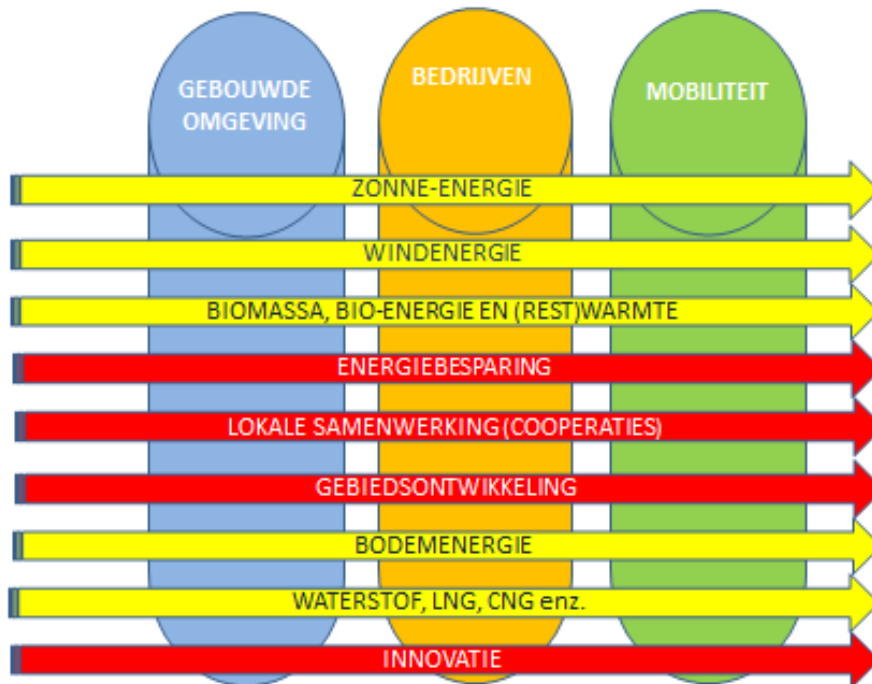 GEBOUWDE
OMGEVING
BEDRIJVEN
MOBILITEIT
ZONNE-ENERGIE
WINDENERGIE
BIOMASSA, BIO-ENERGIE EN (REST)WARMTE
ENERGIEBESPARING
LOKALE SAMENWERKING (COOPERATIES)
GEBIEDSONTWIKKELING
BODEMENERGIE
WATERSTOF, LNG, CNG enz.
INNOVATIE